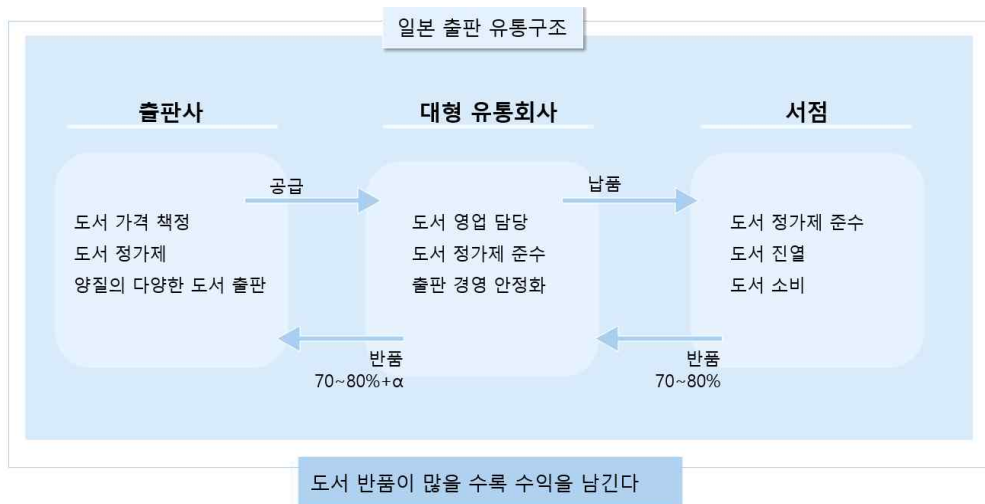 일본 출판 유통구조
출판사
대형 유통회사
서점
공급
납품
도서 가격 책정
도서 정가제
양질의 다양한 도서 출판
도서 영업 담당
도서 정가제 준수
출판 경영 안정화
도서 정가제 준수
도서 진열
도서 소비
반품
70~80%+α
반품
70~80%
도서 반품이 많을 수록 수익을 남긴다